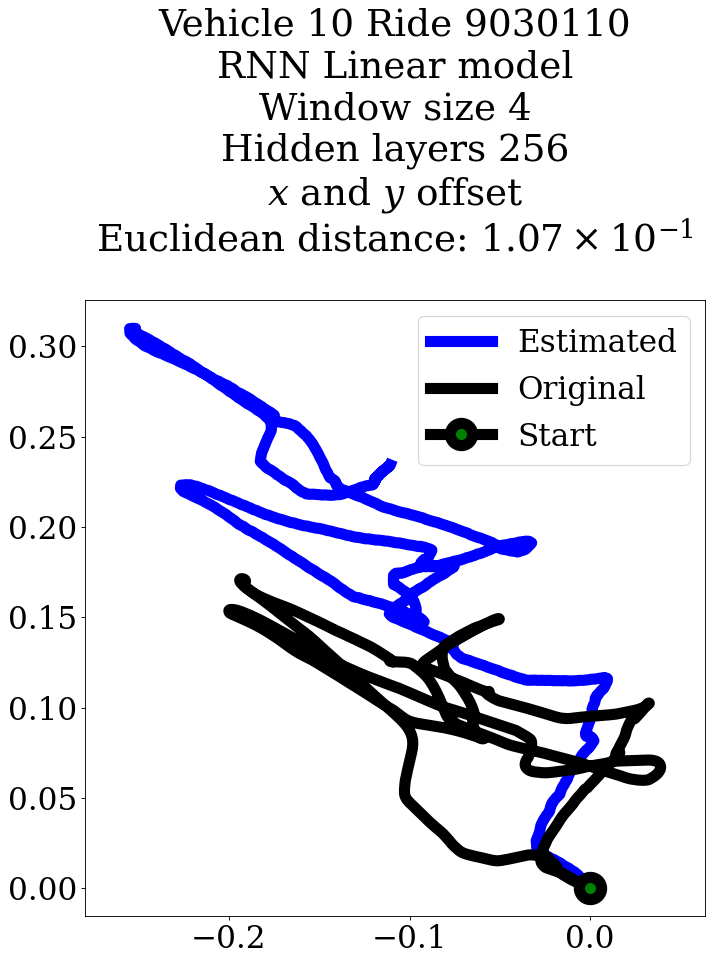 Vehicle 10 Ride 9030110
RNN Linear model
Window size 4
Hidden layers 256
x and y offset
Euclidean distance: 1.07 × 10⁻¹
Estimated
Original
Start
0.30
0.25
0.20
0.15
0.10
0.05
0.00
−0.2 −0.1 0.0